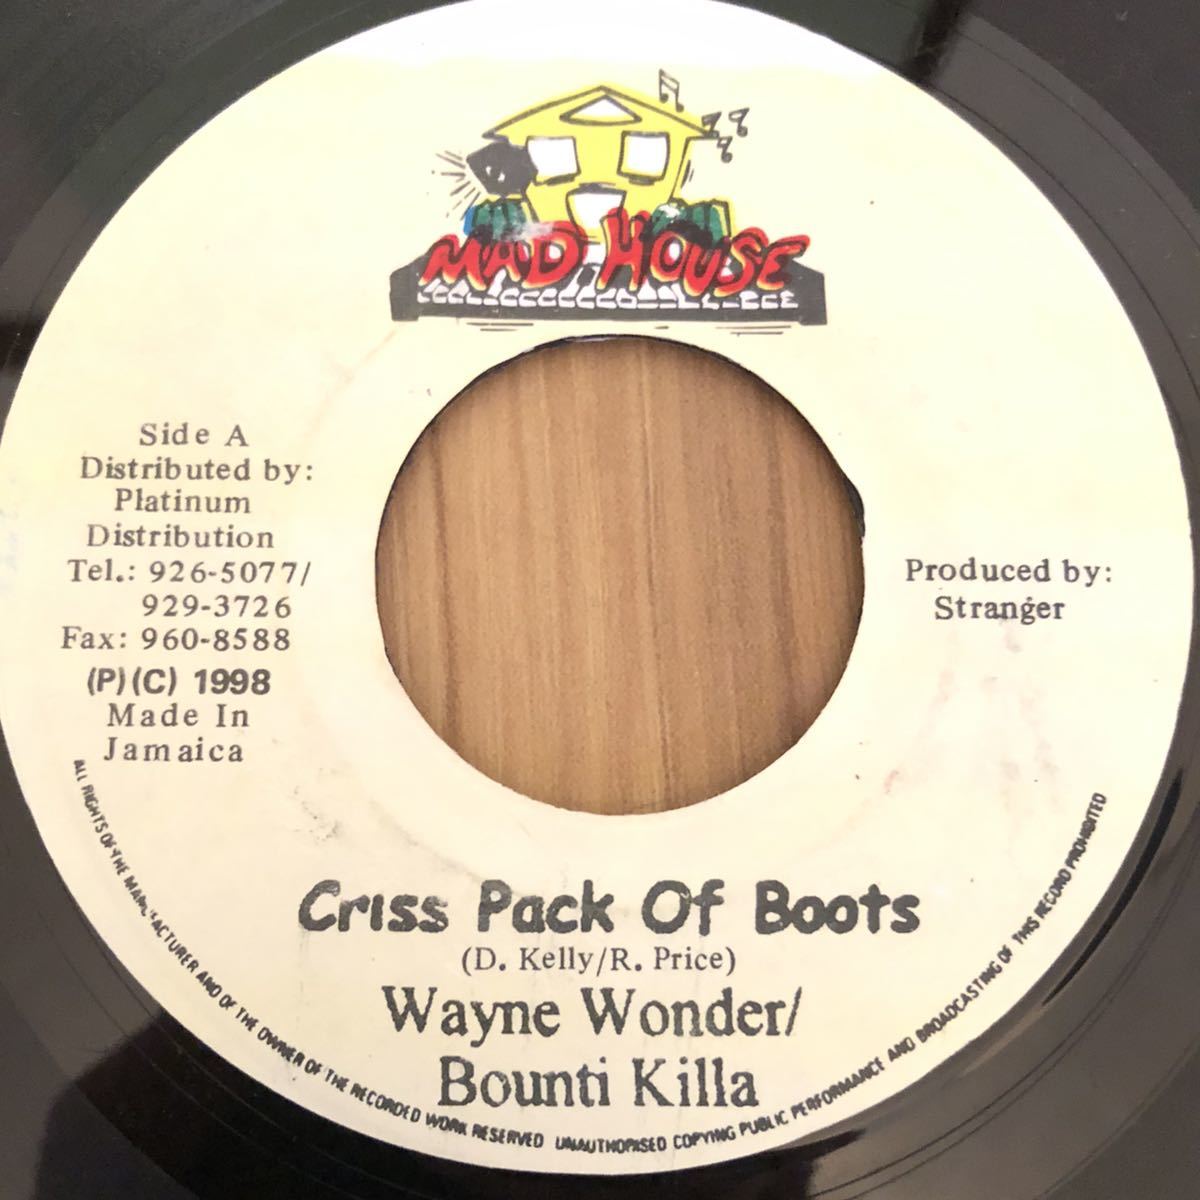 MAD HOUSE
Side A
Distributed by:
Platinum
Distribution
Tel.: 926-5077/
929-3726
Fax: 960-8588
(P)(C) 1998
Made In
Jamaica
Produced by:
Stranger
Criss Pack Of Boots
(D. Kelly/R. Price)
Wayne Wonder/
Bounti Killa
ALL RIGHTS OF THE MANUFACTURER AND OF THE OWNER OF THE RECORDED WORK RESERVED UNAUTHORISED COPYING PUBLIC PERFORMANCE AND BROADCASTING OF THIS RECORD PROHIBITED